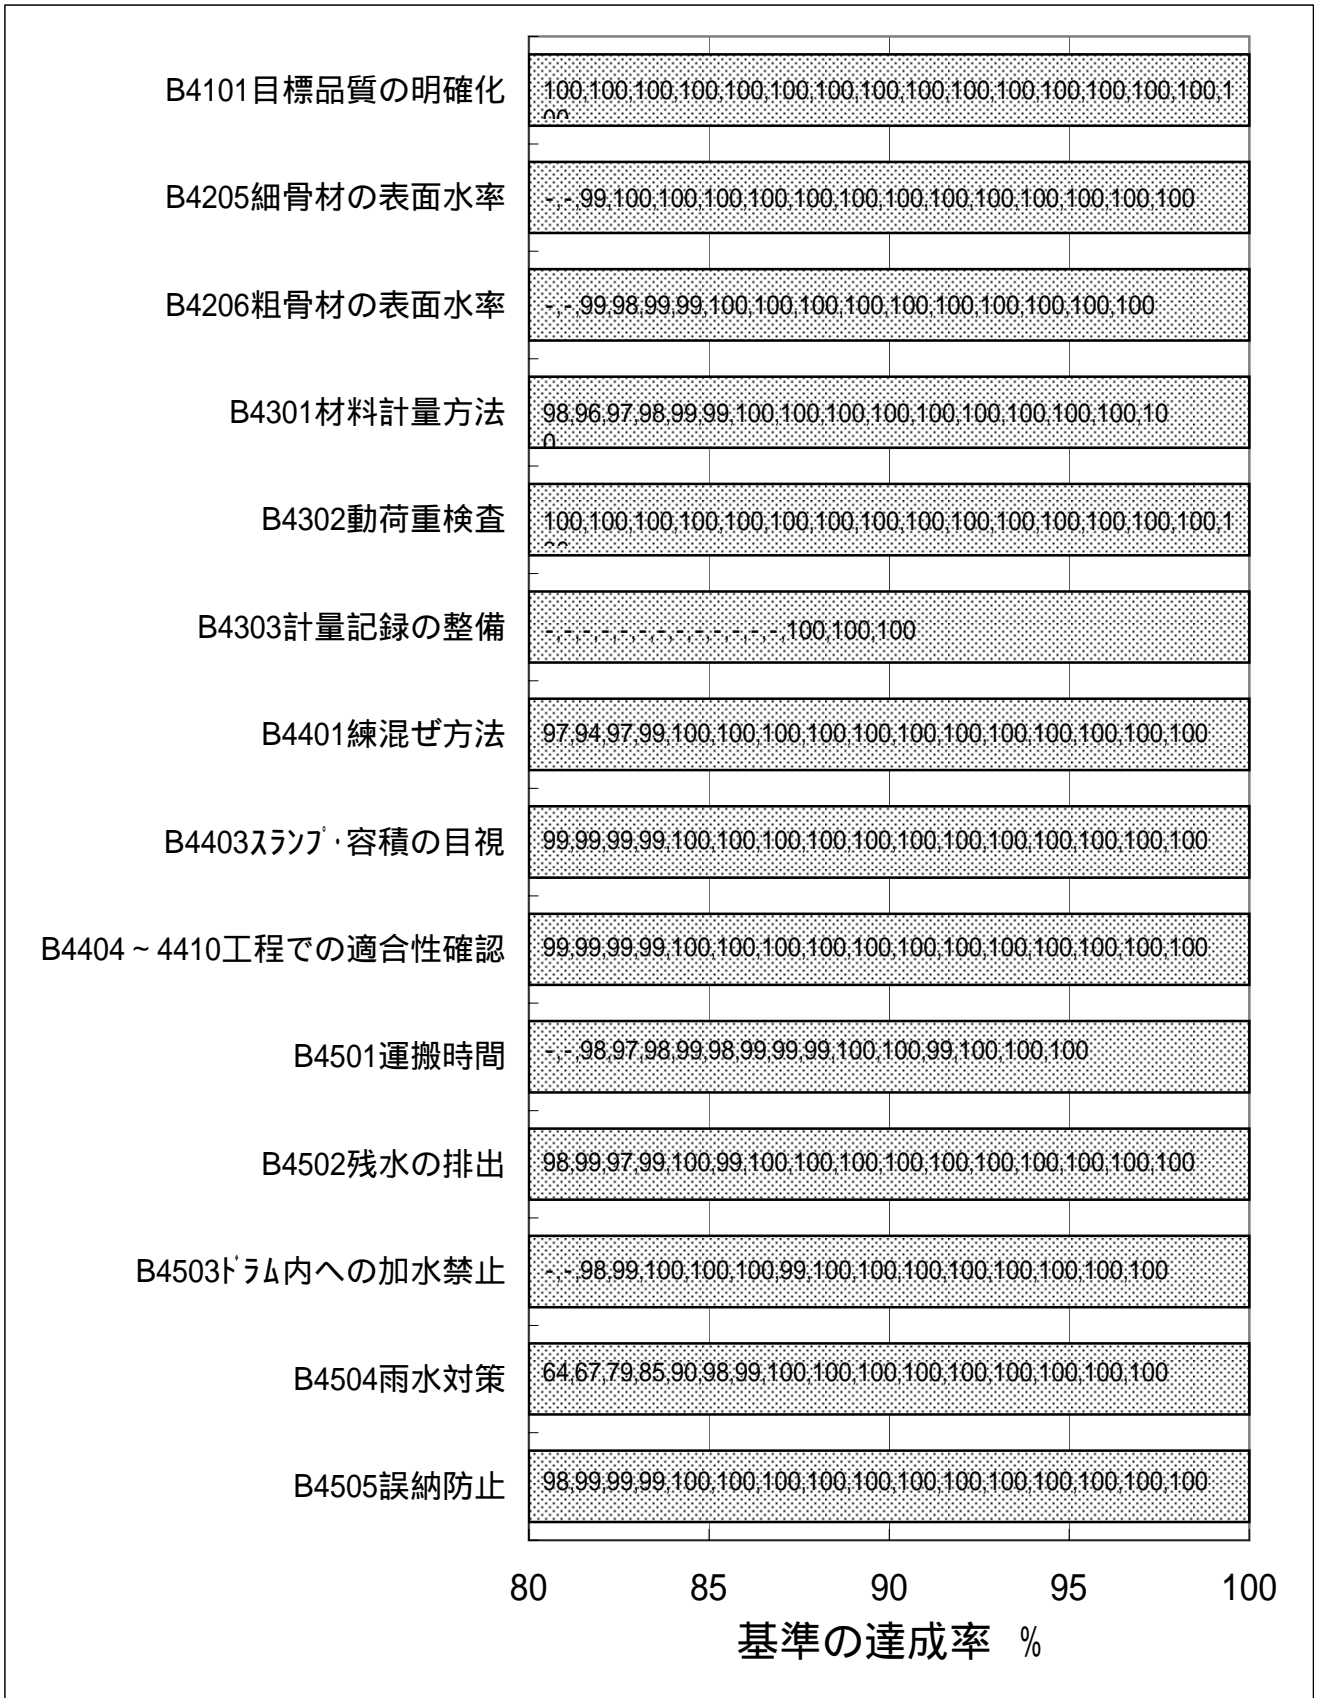 B4101目標品質の明確化
100,100,100,100,100,100,100,100,100,100,100,100,100,100,100,1
00
B4205細骨材の表面水率
-,-,99,100,100,100,100,100,100,100,100,100,100,100,100,100
B4206粗骨材の表面水率
-,-,99,98,99,99,100,100,100,100,100,100,100,100,100,100
B4301材料計量方法
98,96,97,98,99,99,100,100,100,100,100,100,100,100,100,10
0
B4302動荷重検査
100,100,100,100,100,100,100,100,100,100,100,100,100,100,100,1
B4303計量記録の整備
-,-,-,-,-,-,-,-,-,-,-,-,-,100,100,100
B4401練混ぜ方法
97,94,97,99,100,100,100,100,100,100,100,100,100,100,100,100
B4403ｽﾗﾝﾌﾟ･容積の目視
99,99,99,99,100,100,100,100,100,100,100,100,100,100,100,100
B4404～4410工程での適合性確認
99,99,99,99,100,100,100,100,100,100,100,100,100,100,100,100
B4501運搬時間
-,-,98,97,98,99,98,99,99,99,100,100,99,100,100,100
B4502残水の排出
98,99,97,99,100,99,100,100,100,100,100,100,100,100,100,100
B4503ﾄﾞﾗﾑ内への加水禁止
-,-,98,99,100,100,100,99,100,100,100,100,100,100,100,100
B4504雨水対策
64,67,79,85,90,98,99,100,100,100,100,100,100,100,100,100
B4505誤納防止
98,99,99,99,100,100,100,100,100,100,100,100,100,100,100,100
80 85 90 95 100
基準の達成率 %